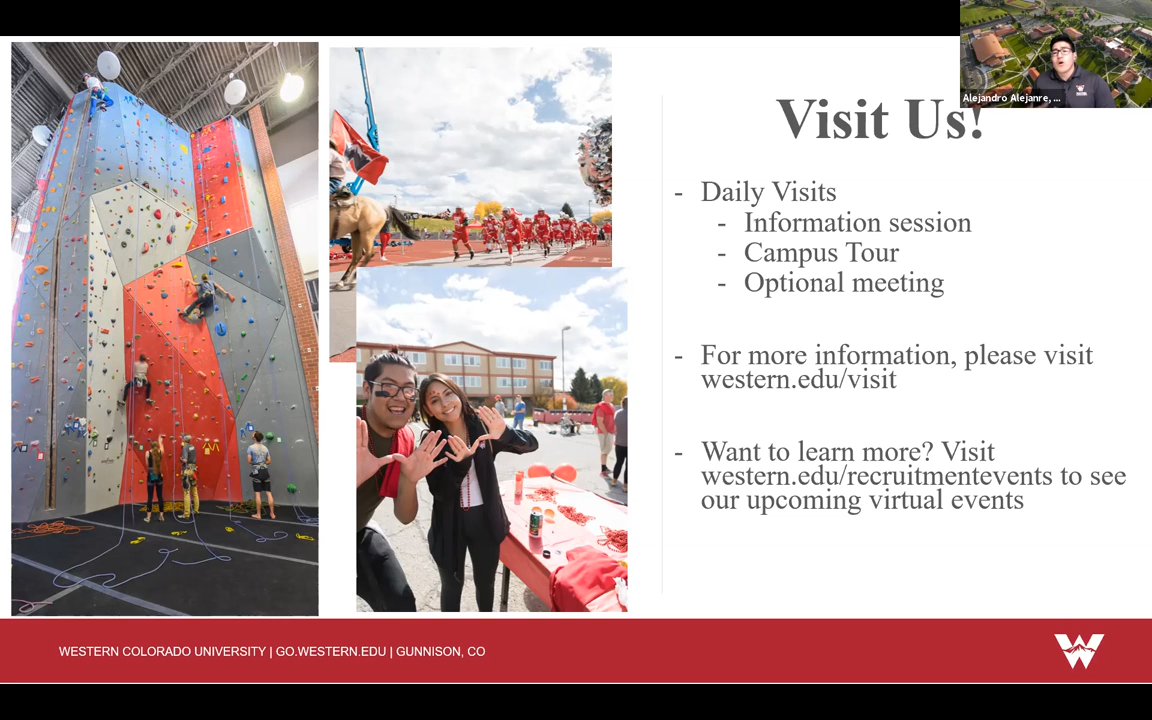 Alejandro Alejanre, ...
Visit Us!
- Daily Visits
- Information session
- Campus Tour
- Optional meeting
- For more information, please visit
western.edu/visit
- Want to learn more? Visit
western.edu/recruitmentevents to see
our upcoming virtual events
WESTERN COLORADO UNIVERSITY | GO.WESTERN.EDU | GUNNISON, CO
W